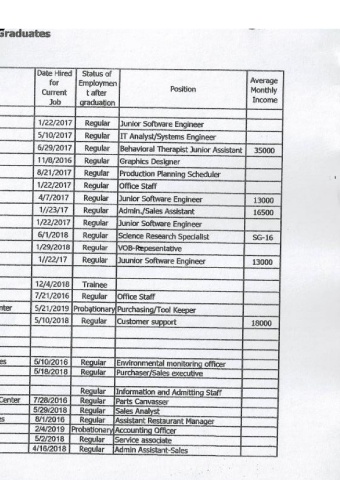 Graduates
Date Hired for Current Job | Status of Employmen t after graduation | Position | Average Monthly Income
1/22/2017 Regular Junior Software Engineer
5/10/2017 Regular IT Analyst/Systems Engineer
6/29/2017 Regular Behavioral Therapist Junior Assistant 35000
11/8/2016 Regular Graphics Designer
8/21/2017 Regular Production Planning Scheduler
1/22/2017 Regular Office Staff
4/7/2017 Regular Junior Software Engineer 13000
1//23/17 Regular Admin./Sales Assistant 16500
1/22/2017 Regular Junior Software Engineer
6/1/2018 Regular Science Research Specialist SG-16
1/29/2018 Regular VOB-Repesentative
1//22/17 Regular Juunior Software Engineer 13000
12/4/2018 Trainee
7/21/2016 Regular Office Staff
nter 5/21/2019 Probationery Purchasing/Tool Keeper
5/10/2018 Regular Customer support 18000
es 6/10/2016 Regular Environmental monitoring officer
6/18/2018 Regular Purchaser/Sales executive
Regular Information and Admitting Staff
Center 7/28/2016 Regular Parts Canvasser
5/29/2018 Regular Sales Analyst
es 8/1/2016 Regular Assistant Restaurant Manager
2/4/2019 Probationary Accounting Officer
5/2/2018 Regular Service associate
4/16/2018 Regular Admin Assistant-Sales